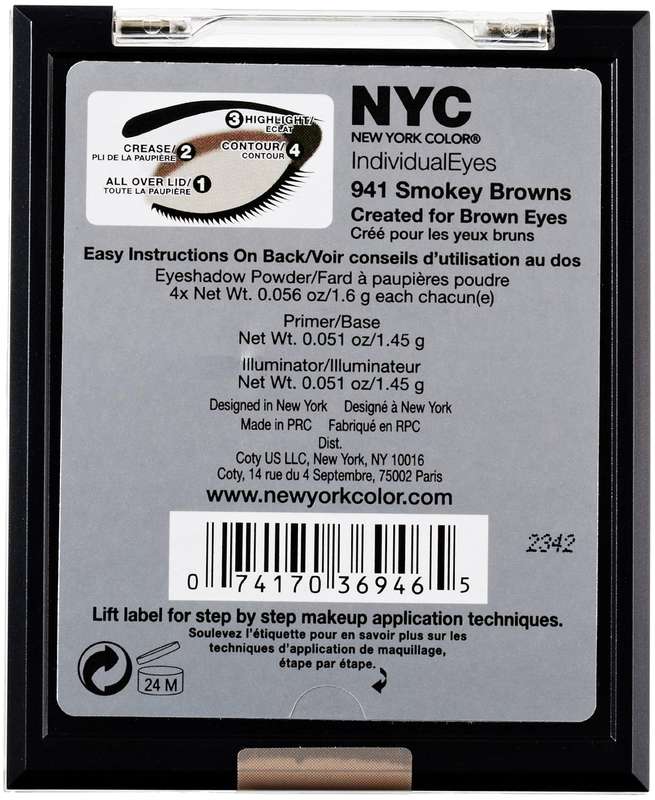 3 HIGHLIGHT/
ECLAT
CREASE/ 2
PLI DE LA PAUPIÈRE
CONTOUR/ 4
CONTOUR
ALL OVER LID/ 1
TOUTE LA PAUPIÈRE
NYC
NEW YORK COLOR®
IndividualEyes
941 Smokey Browns
Created for Brown Eyes
Créé pour les yeux bruns
Easy Instructions On Back/Voir conseils d'utilisation au dos
Eyeshadow Powder/Fard à paupières poudre
4x Net Wt. 0.056 oz/1.6 g each chacun(e)
Primer/Base
Net Wt. 0.051 oz/1.45 g
Illuminator/Illuminateur
Net Wt. 0.051 oz/1.45 g
Designed in New York Designé à New York
Made in PRC Fabriqué en RPC
Dist.
Coty US LLC, New York, NY 10016
Coty, 14 rue du 4 Septembre, 75002 Paris
www.newyorkcolor.com
2342
0 74170 36946 5
Lift label for step by step makeup application techniques.
Soulevez l'étiquette pour en savoir plus sur les
techniques d'application de maquillage,
étape par étape.
24 M